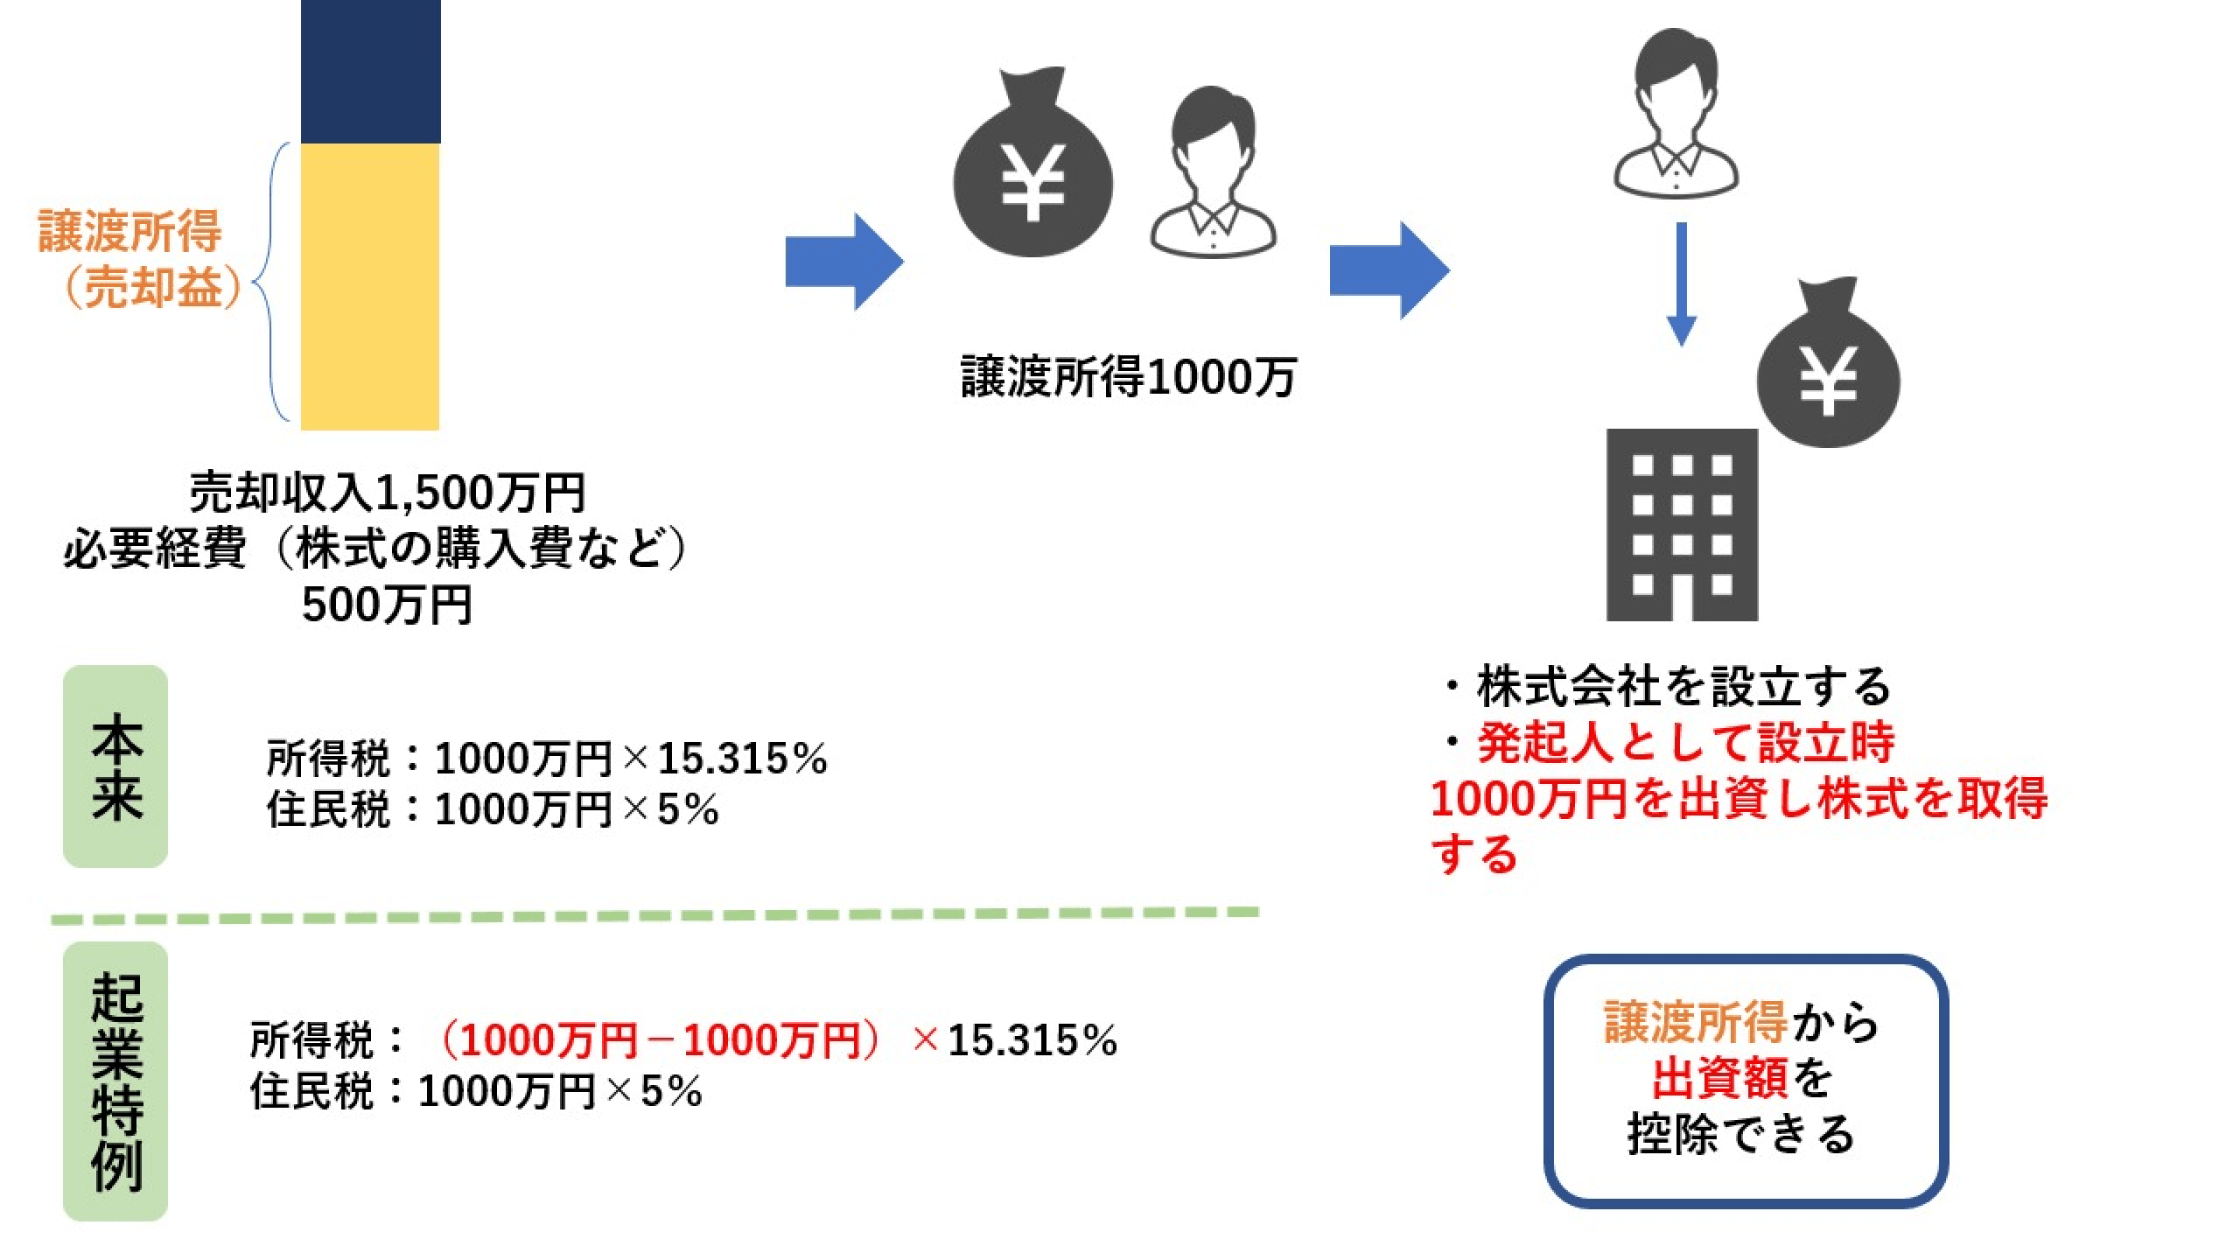 譲渡所得
（売却益）
売却収入1,500万円
必要経費（株式の購入費など）
500万円
¥
譲渡所得1000万
¥
・株式会社を設立する
・発起人として設立時
1000万円を出資し株式を取得
する
本来
所得税：1000万円×15.315%
住民税：1000万円×5%
起業特例
所得税：（1000万円－1000万円）×15.315%
住民税：1000万円×5%
譲渡所得から
出資額を
控除できる